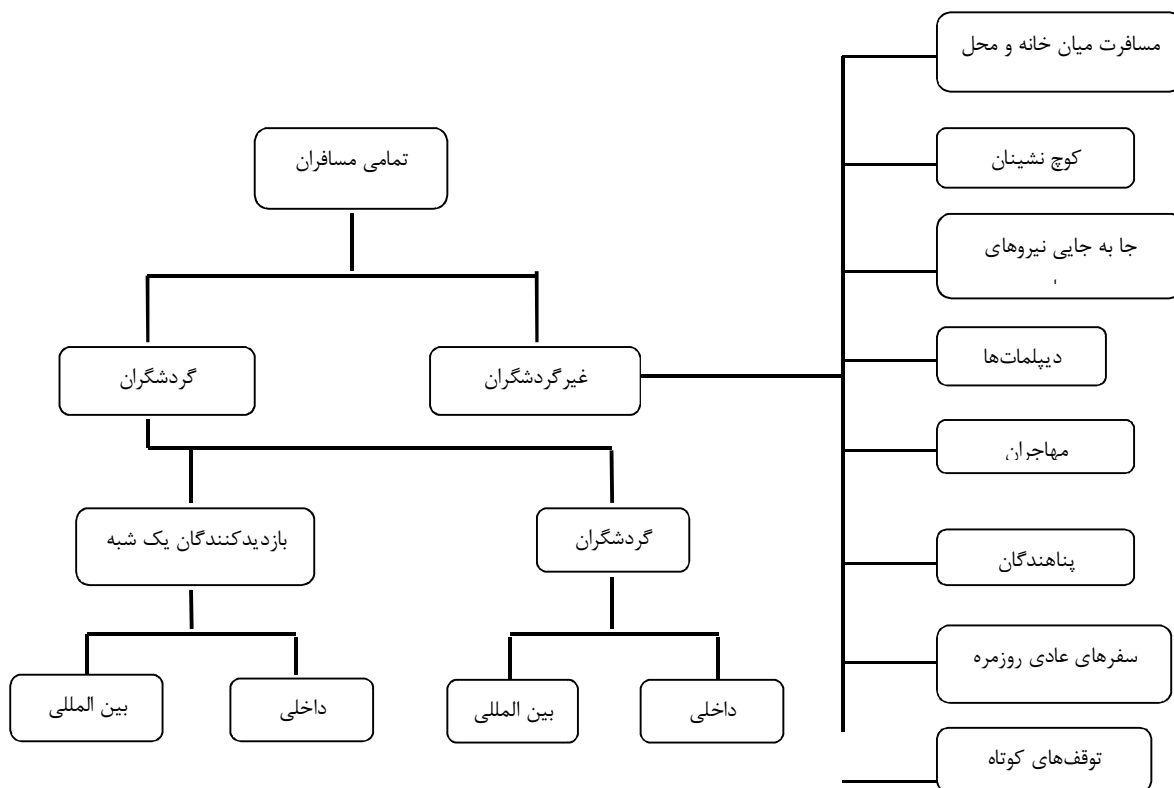 مسافرت میان خانه و محل
کوچ نشینان
تمامی مسافران
جا به جایی نیروهای
دیپلمات‌ها
گردشگران
غیرگردشگران
مهاجران
بازدیدکنندگان یک شبه
گردشگران
پناهندگان
سفرهای عادی روزمره
بین المللی
داخلی
بین المللی
داخلی
توقف‌های کوتاه